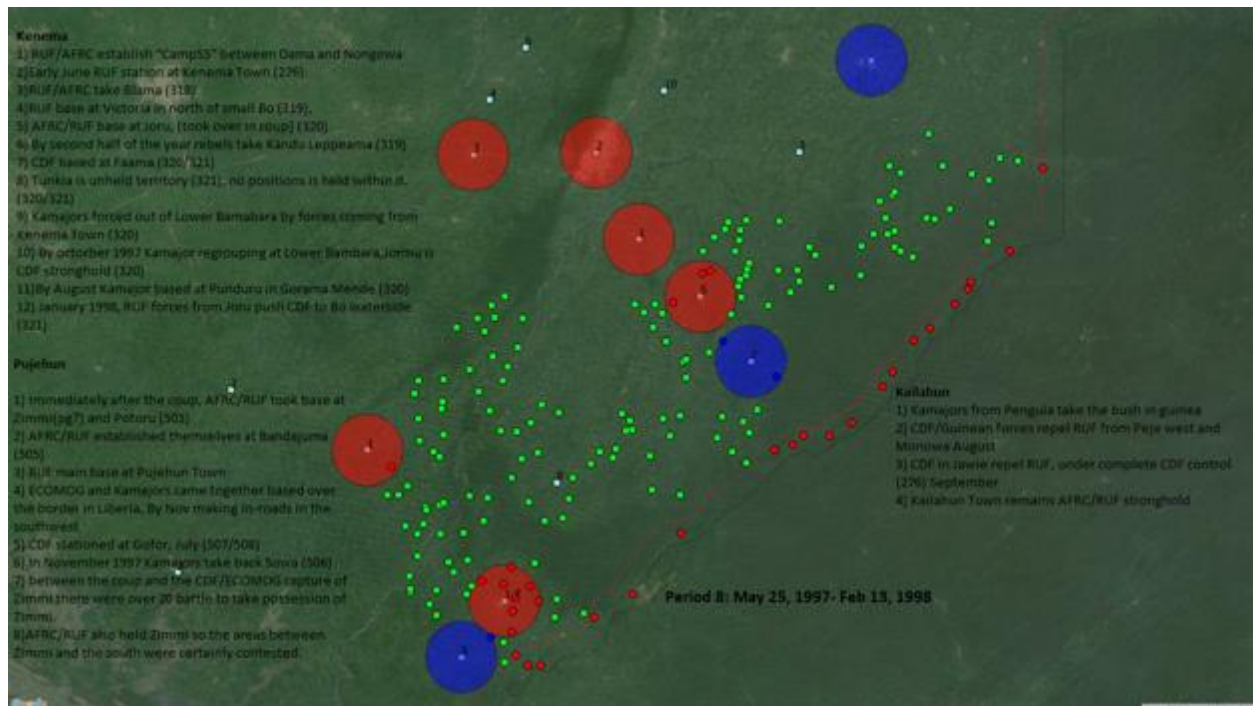 Kenema
1) RUF/AFRC establish "Camp55" between Dama and Nongowa
2)Early June RUF station at Kenema Town (276)
3)RUF/AFRC take Blama (318)
4)RUF base at Victoria in north of small Bo (319).
5) AFRC/RUF base at Joru, [took over in coup] (320)
6) By second half of the year rebels take Kandu Leppeama (319)
7) CDF based at Faama (320/321)
8) Tunkia is unheld territory (321), no positions is held within it.
(320/321)
9) Kamajors forced out of Lower Bamabara by forces coming from
Kenema Town (320)
10) By octorber 1997 Kamajor regrouping at Lower Bambara, is
CDF stronghold (320)
11)By August Kamajor based at Punduru in Gorama Mende (320)
12) January 1998, RUF forces from Joru push CDF to Bo waterside
(321)
Pujehun
1) Immediately after the coup, AFRC/RUF took base at
Zimmi(pg7) and Potoru (503)
2) AFRC/RUF established themselves at Bandajuma
(505)
3) RUF main base at Pujehun Town
4) ECOMOG and Kamajors came together based over
the border in Liberia. By Nov making in-roads in the
southwest
5) CDF stationed at Gofor, July (507/508)
6) In November 1997 Kamajors take back Sowa (506)
7) between the coup and the CDF/ECOMOG capture of
Zimmi there were over 20 battle to take possession of
Zimmi.
8)AFRC/RUF also held Zimmi so the areas between
Zimmi and the south were certainly contested.
Kailahun
1) Kamajors from Penguia take the bush in guinea
2) CDF/Guinean forces repel RUF from Peje west and
August
3) CDF in Jawie repel RUF, under complete CDF control
(276) September
4) Kailahun Town remains AFRC/RUF stronghold
Period 8: May 25, 1997- Feb 13, 1998